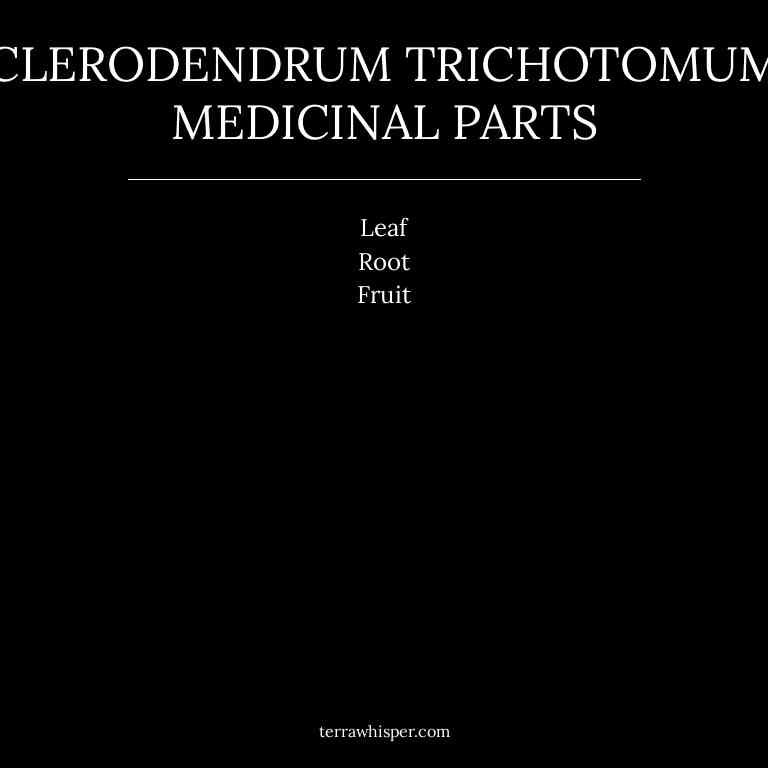 CLERODENDRUM TRICHOTOMUM
MEDICINAL PARTS
Leaf
Root
Fruit
terrawhisper.com